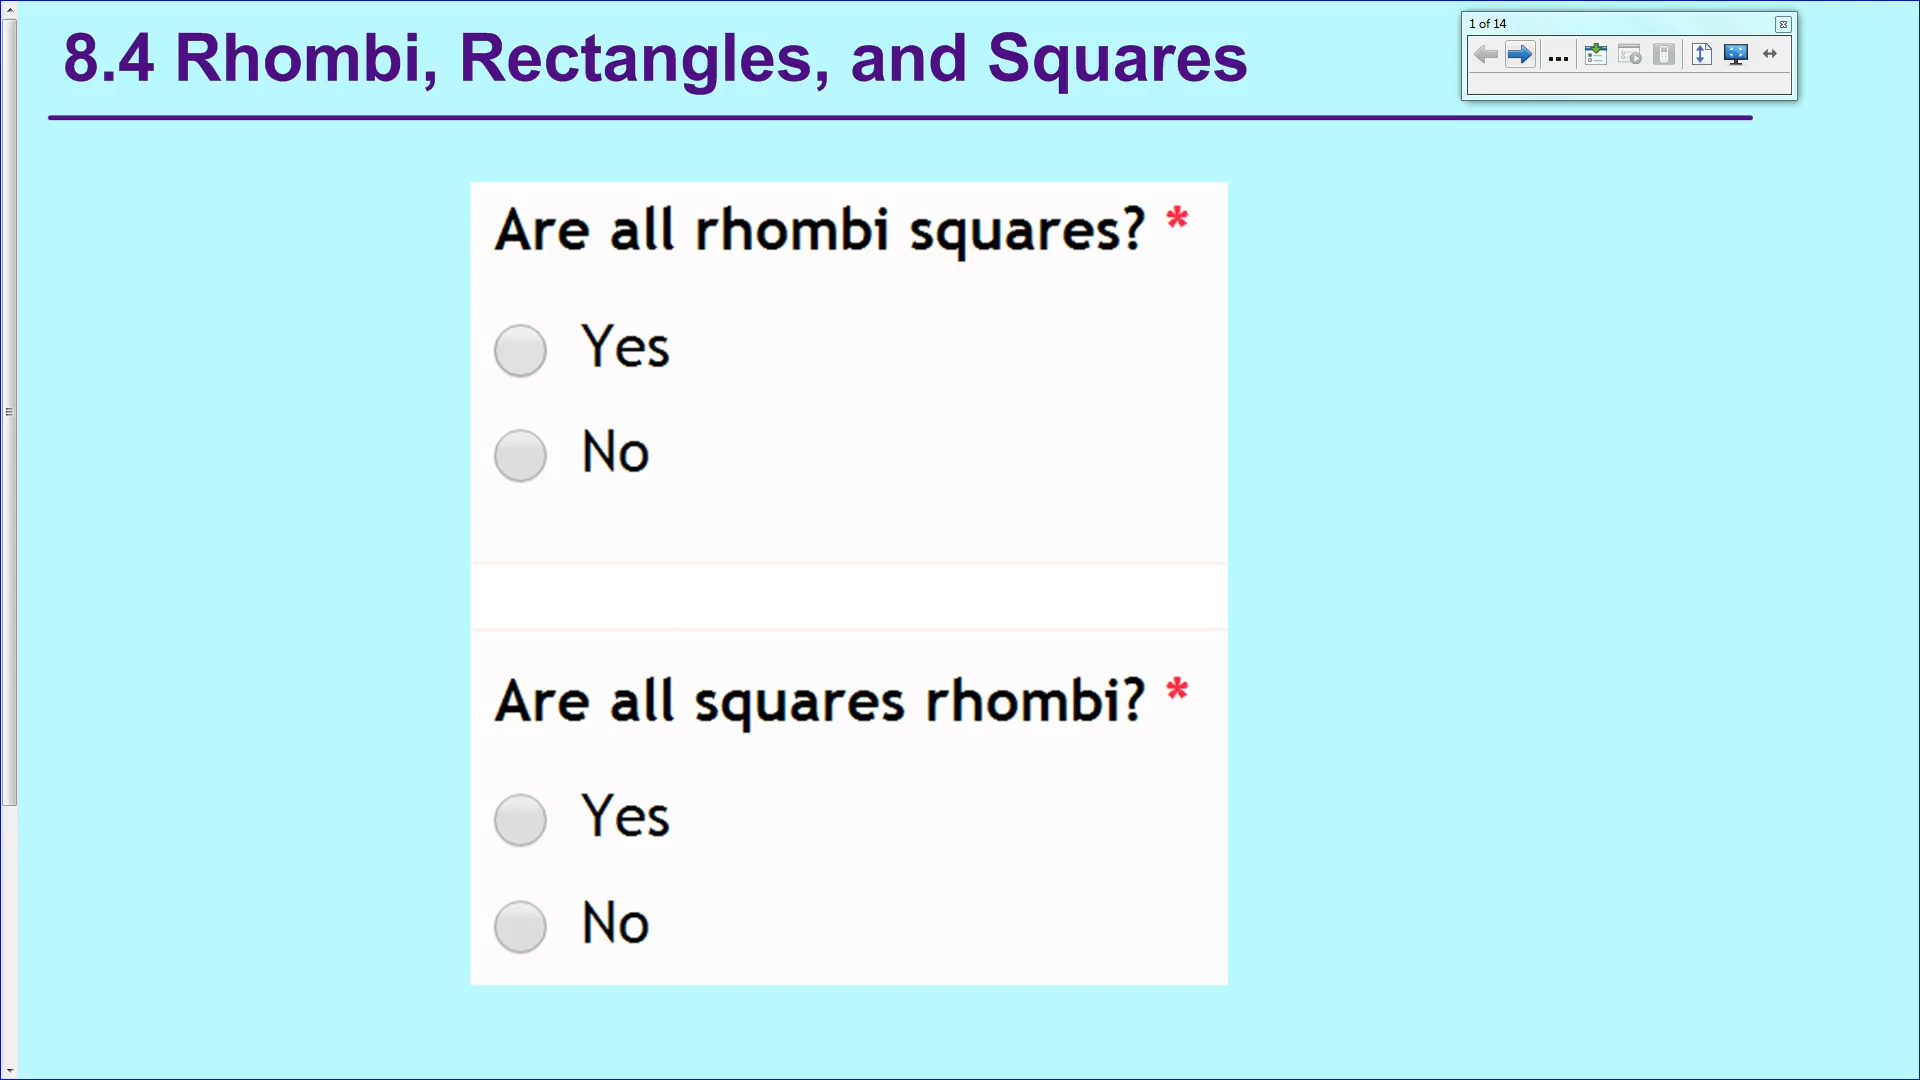 8.4 Rhombi, Rectangles, and Squares
1 of 14
Are all rhombi squares? *
Yes
No
Are all squares rhombi? *
Yes
No